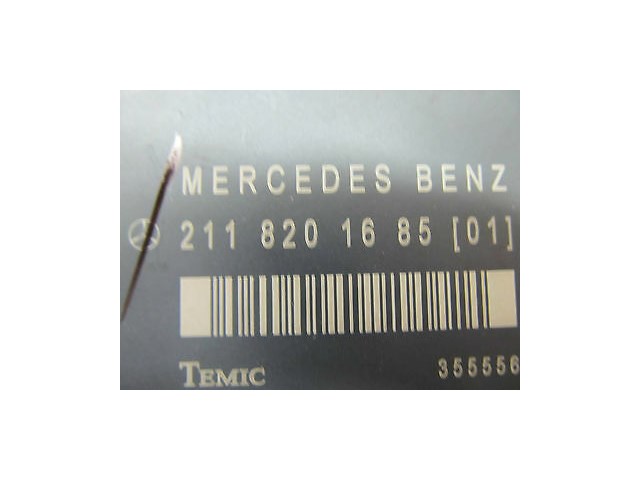 MERCEDES BENZ
211 820 16 85 [01]
TEMIC 355556